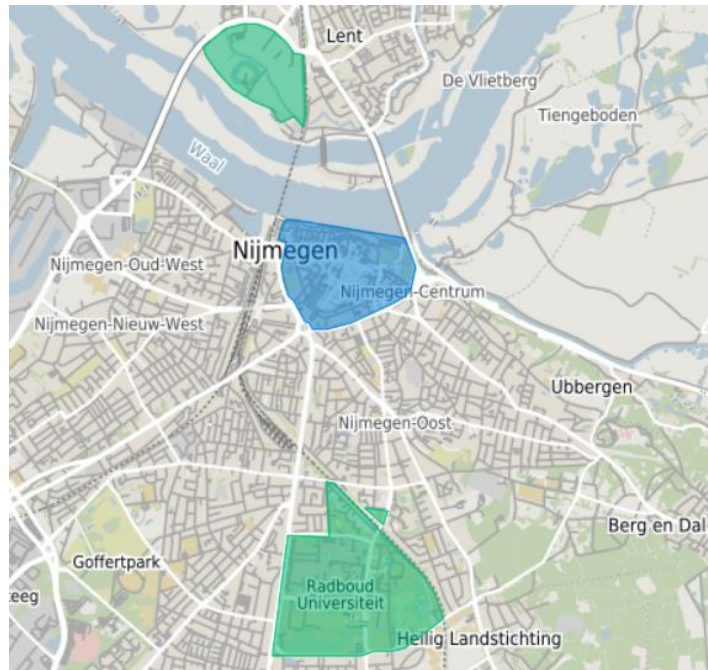 Lent
De Vlietberg
Tiengeboden
Waal
Nijmegen
Nijmegen-Oud-West
Nijmegen-Centrum
Nijmegen-Nieuw-West
Ubbergen
Nijmegen-Oost
Berg en Dal
Goffertpark
Radboud
Universiteit
zeeg
Heilig Landstichting